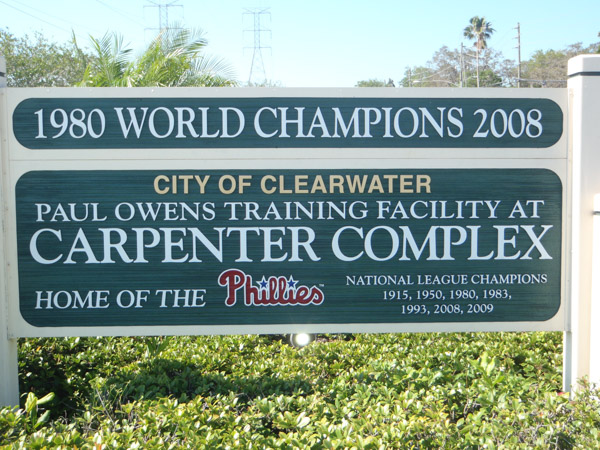 1980 WORLD CHAMPIONS 2008
CITY OF CLEARWATER
PAUL OWENS TRAINING FACILITY AT
CARPENTER COMPLEX
HOME OF THE Phillies™
NATIONAL LEAGUE CHAMPIONS
1915, 1950, 1980, 1983,
1993, 2008, 2009